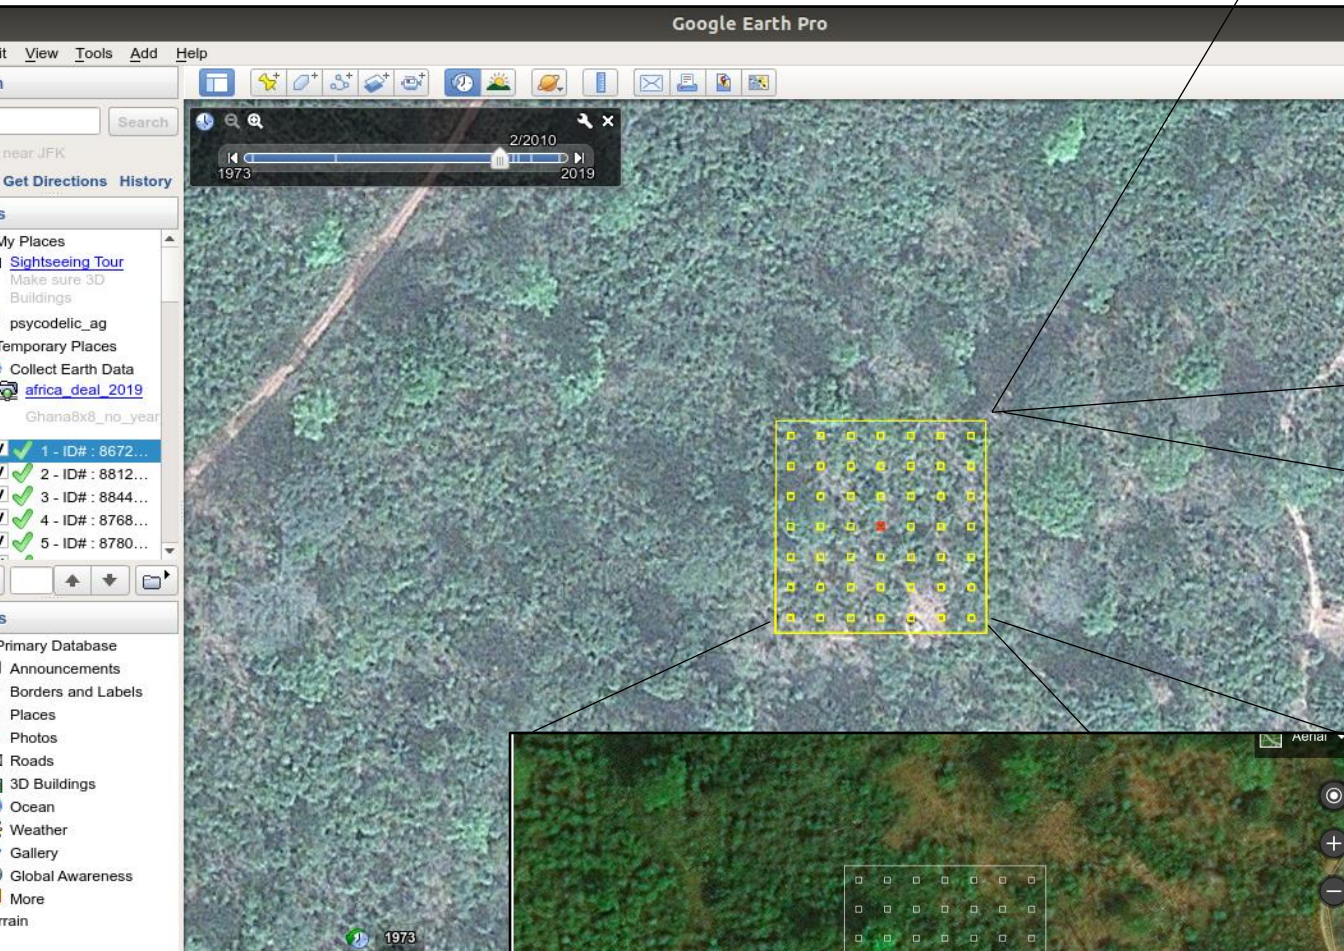 Google Earth Pro
it View Tools Add Help
Search
near JFK
Get Directions History
s
My Places
Sightseeing Tour
Make sure 3D
Buildings
psycodelic_ag
Temporary Places
Collect Earth Data
africa_deal_2019
Ghana8x8_no_year
1 - ID# : 8672...
2 - ID# : 8812...
3 - ID# : 8844...
4 - ID# : 8768...
5 - ID# : 8780...
s
Primary Database
Announcements
Borders and Labels
Places
Photos
Roads
3D Buildings
Ocean
Weather
Gallery
Global Awareness
More
rrain
2/2010
1973
2019
1973
Aerial